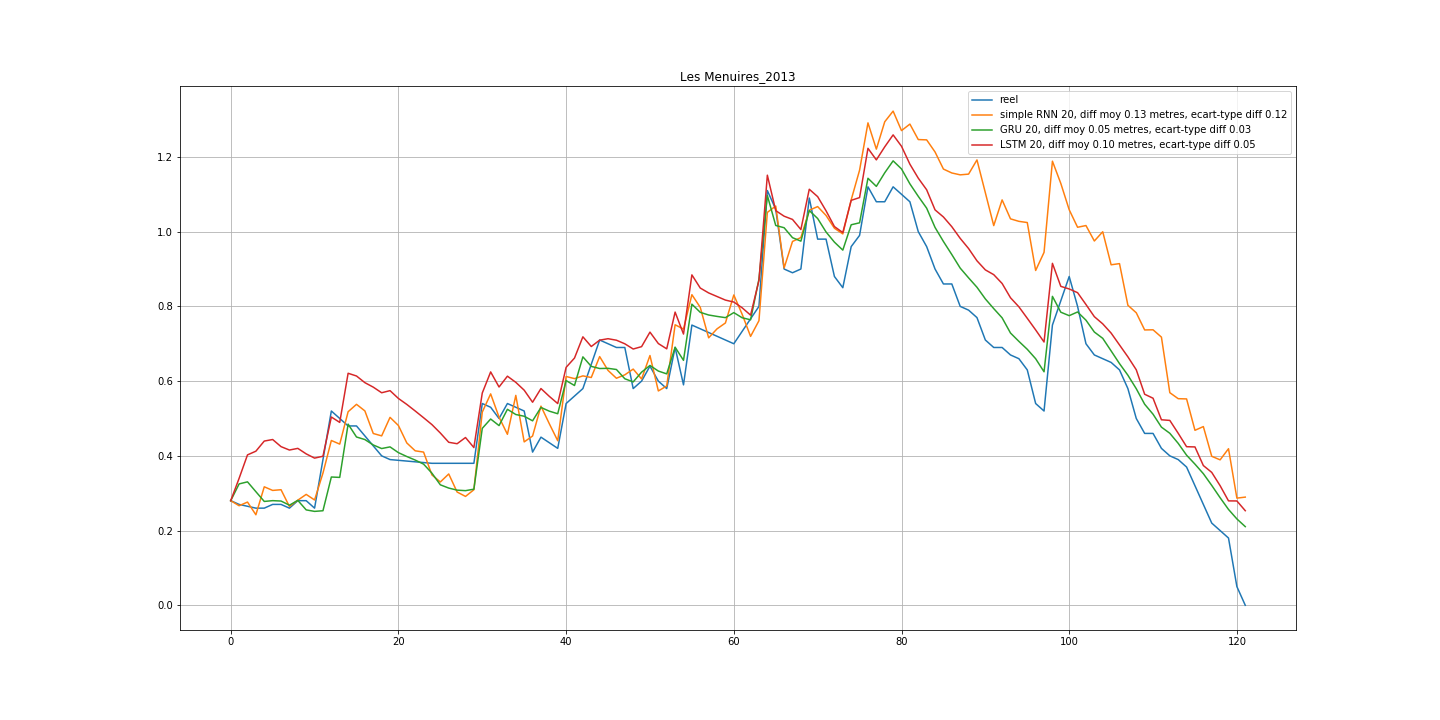 Les Menuires_2013
reel
simple RNN 20, diff moy 0.13 metres, ecart-type diff 0.12
GRU 20, diff moy 0.05 metres, ecart-type diff 0.03
LSTM 20, diff moy 0.10 metres, ecart-type diff 0.05
1.2
1.0
0.8
0.6
0.4
0.2
0.0
0 20 40 60 80 100 120